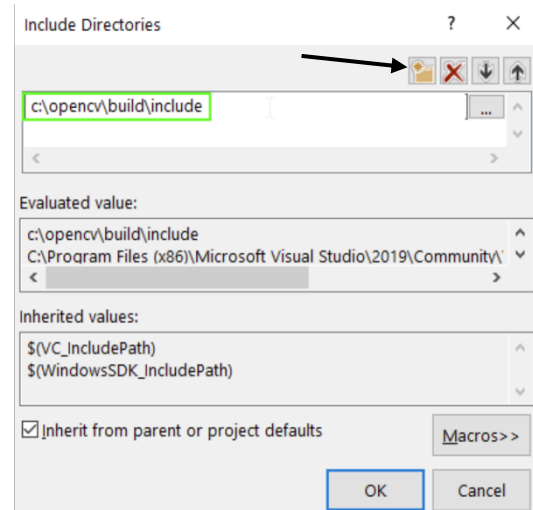 Include Directories
?
c:\opencv\build\include
...
Evaluated value:
c:\opencv\build\include
C:\Program Files (x86)\Microsoft Visual Studio\2019\Community\
Inherited values:
$(VC_IncludePath)
$(WindowsSDK_IncludePath)
Inherit from parent or project defaults
Macros>>
OK
Cancel